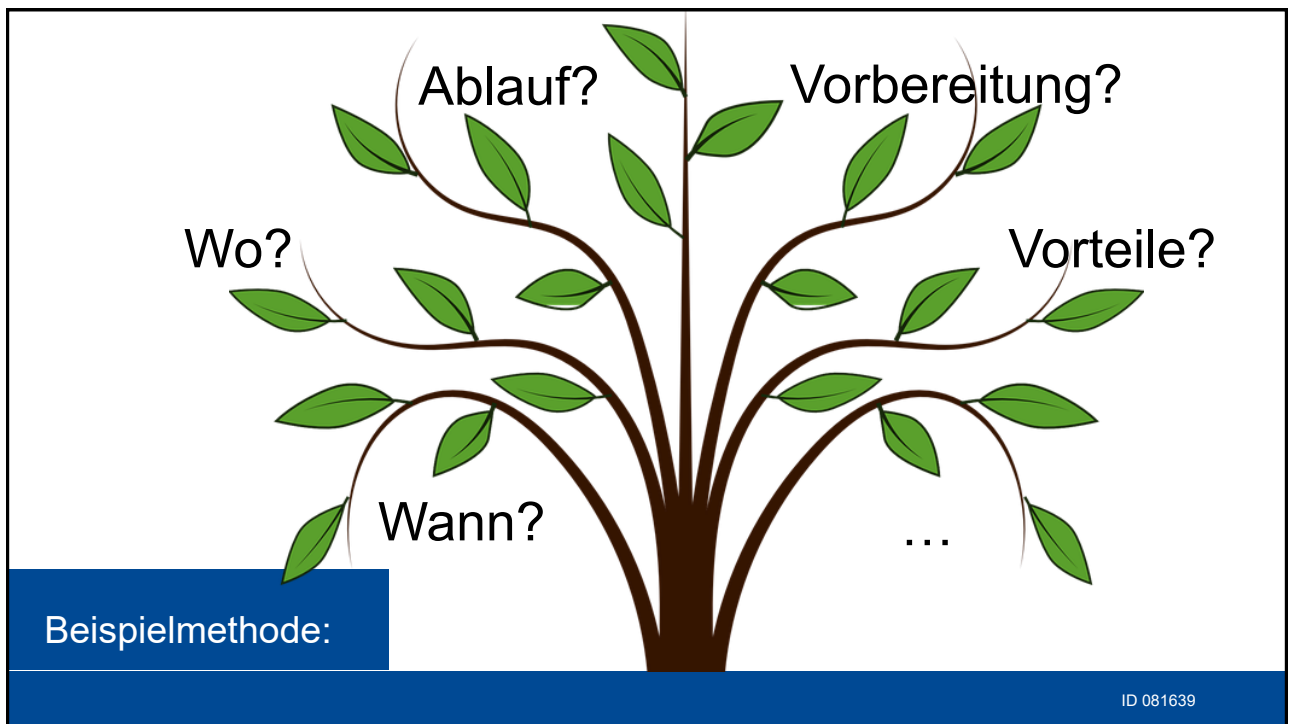 Ablauf?
Vorbereitung?
Wo?
Vorteile?
Wann?
…
Beispielmethode:
ID 081639